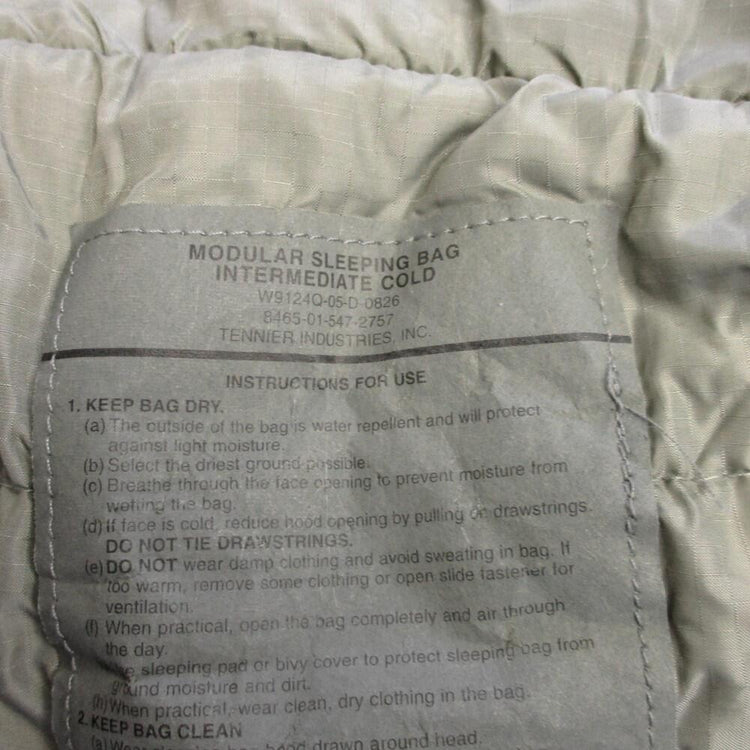 MODULAR SLEEPING BAG
INTERMEDIATE COLD
W9124Q-05-D-0826
8465-01-547-2757
TENNIER INDUSTRIES, INC.
INSTRUCTIONS FOR USE
1. KEEP BAG DRY.
(a) The outside of the bag is water repellent and will protect
against light moisture.
(b) Select the driest ground possible.
(c) Breathe through the face opening to prevent moisture from
wetting the bag.
(d) If face is cold, reduce hood opening by pulling on drawstrings.
DO NOT TIE DRAWSTRINGS.
(e) DO NOT wear damp clothing and avoid sweating in bag. If
too warm, remove some clothing or open slide fastener for
ventilation.
(f) When practical, open the bag completely and air through
the day.
sleeping pad or bivy cover to protect sleeping bag from
ground moisture and dirt.
(h) When practical, wear clean, dry clothing in the bag.
2. KEEP BAG CLEAN
(a) Wear sleeping bag hood drawn around head.